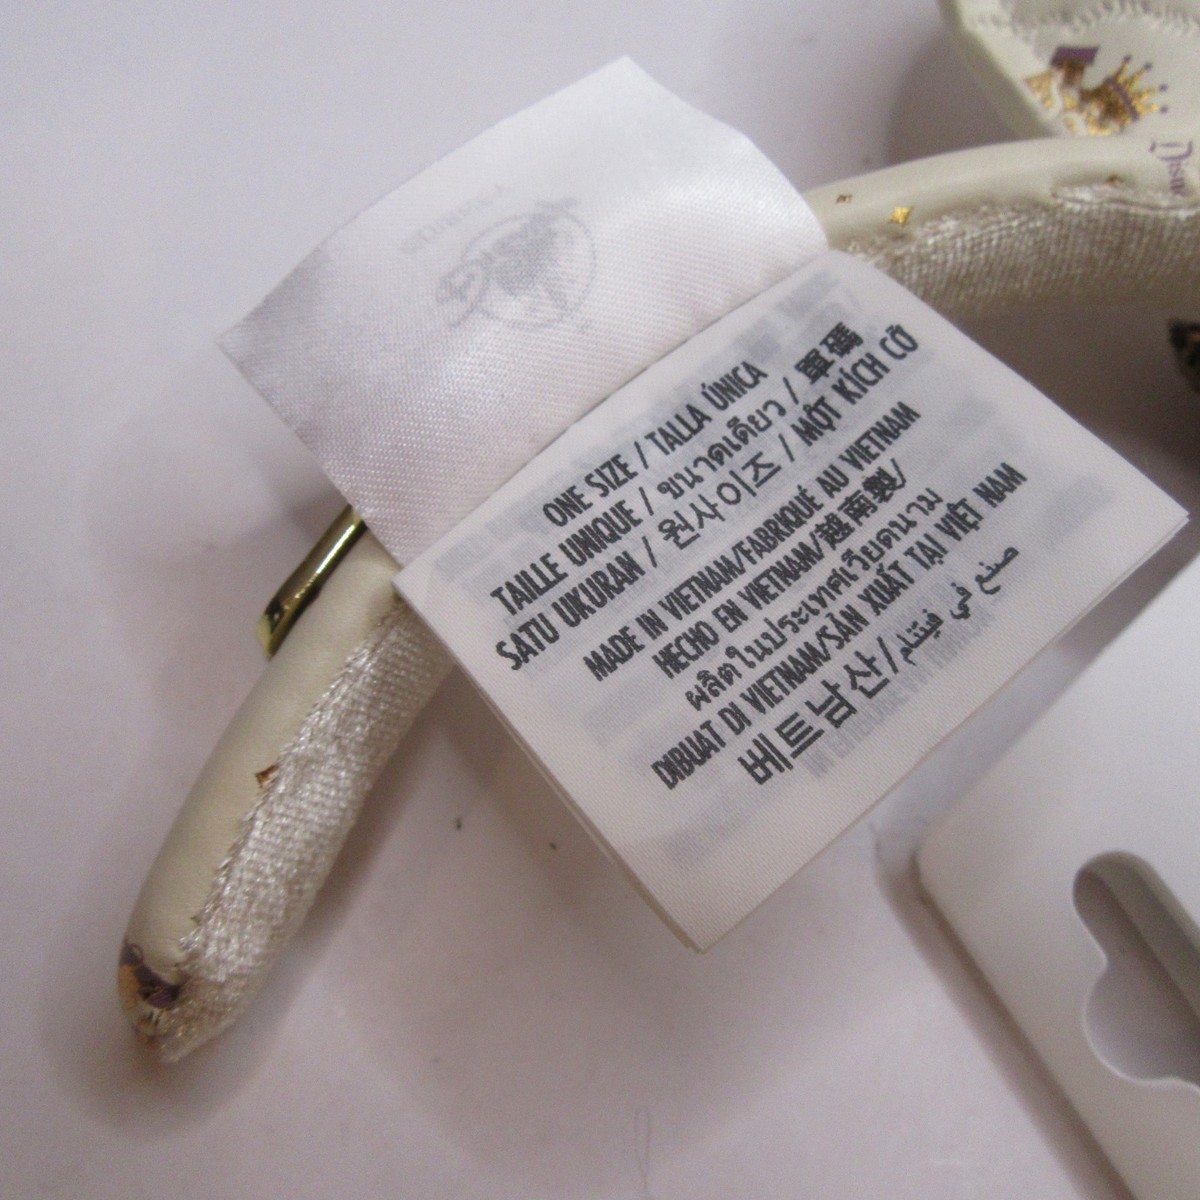 ONE SIZE / TALLA ÚNICA
TAILLE UNIQUE / ขนาดเดียว / 單碼
SATU UKURAN / 원사이즈 / MỘT KÍCH CỠ
MADE IN VIETNAM/FABRIQUÉ AU VIETNAM
HECHO EN VIETNAM/越南製/
ผลิตในประเทศเวียดนาม
DIBUAT DI VIETNAM/SẢN XUẤT TẠI VIỆT NAM
베트남산/صنع في فيتنام